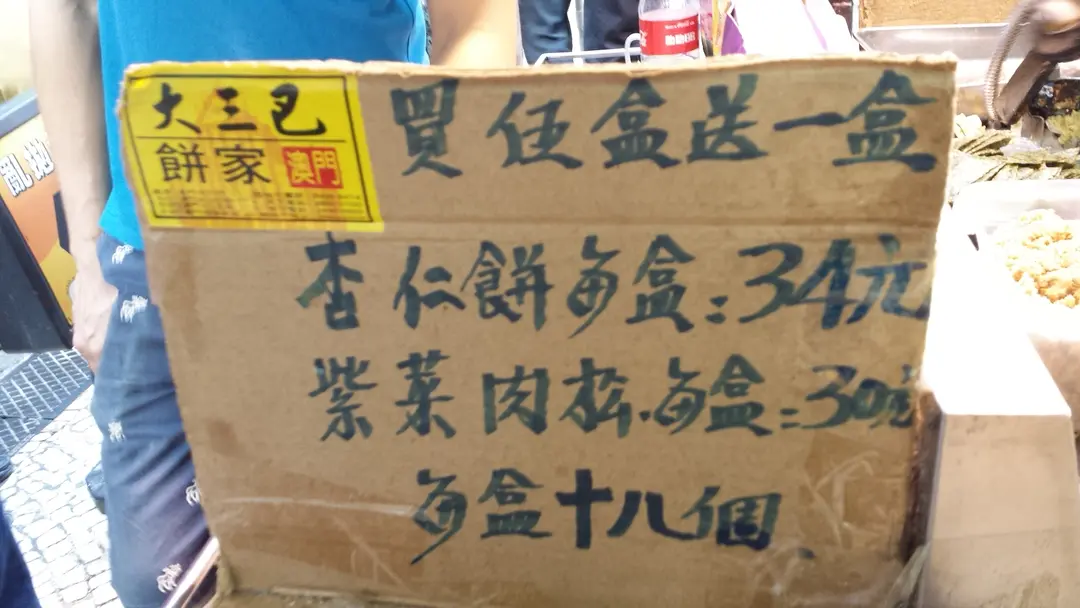 大三巴
餅家 澳門
買任盒送一盒
杏仁餅每盒:34元
紫菜肉松每盒:30元
每盒十八個